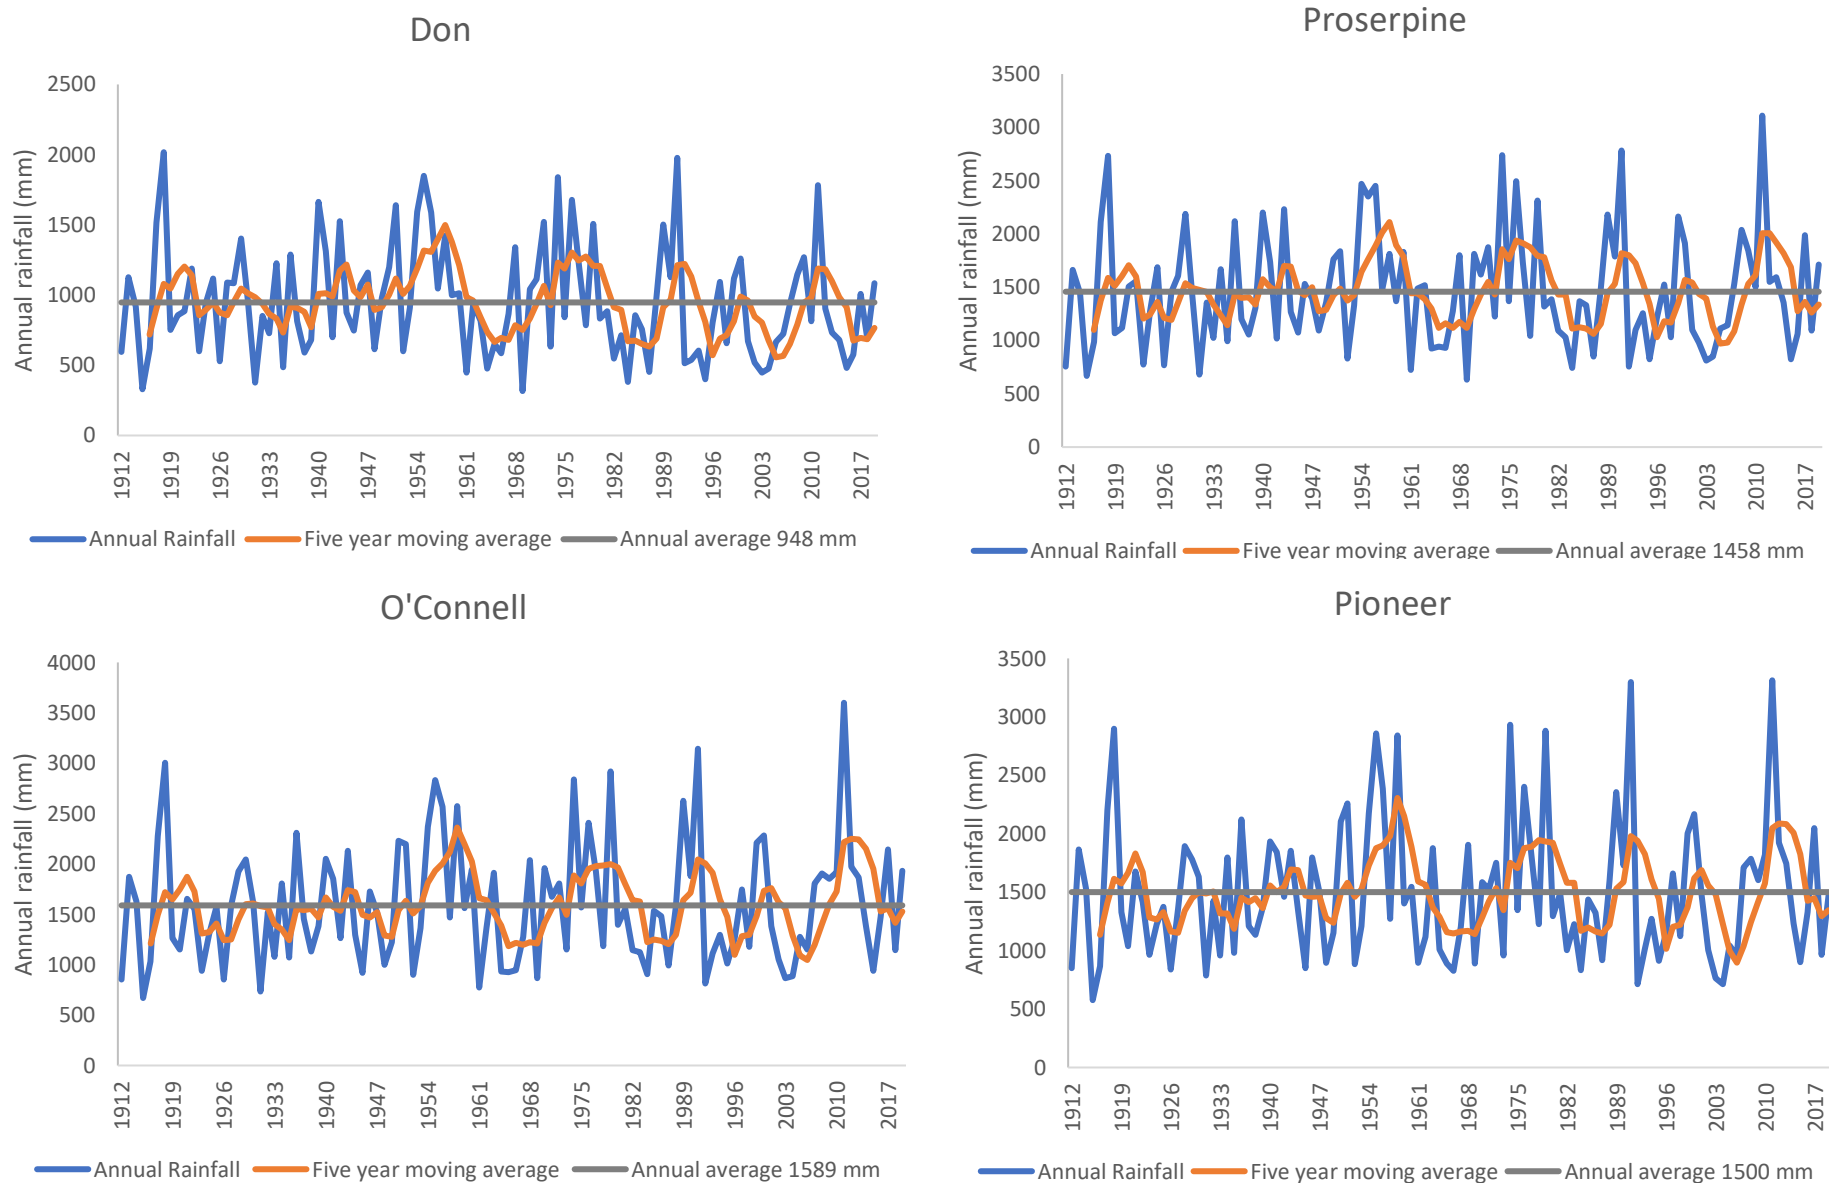 Don
Annual rainfall (mm)
2500
2000
1500
1000
500
0
1912 1919 1926 1933 1940 1947 1954 1961 1968 1975 1982 1989 1996 2003 2010 2017
Annual Rainfall Five year moving average Annual average 948 mm
Proserpine
Annual rainfall (mm)
3500
3000
2500
2000
1500
1000
500
0
1912 1919 1926 1933 1940 1947 1954 1961 1968 1975 1982 1989 1996 2003 2010 2017
Annual Rainfall Five year moving average Annual average 1458 mm
O'Connell
Annual rainfall (mm)
4000
3500
3000
2500
2000
1500
1000
500
0
1912 1919 1926 1933 1940 1947 1954 1961 1968 1975 1982 1989 1996 2003 2010 2017
Annual Rainfall Five year moving average Annual average 1589 mm
Pioneer
Annual rainfall (mm)
3500
3000
2500
2000
1500
1000
500
0
1912 1919 1926 1933 1940 1947 1954 1961 1968 1975 1982 1989 1996 2003 2010 2017
Annual Rainfall Five year moving average Annual average 1500 mm